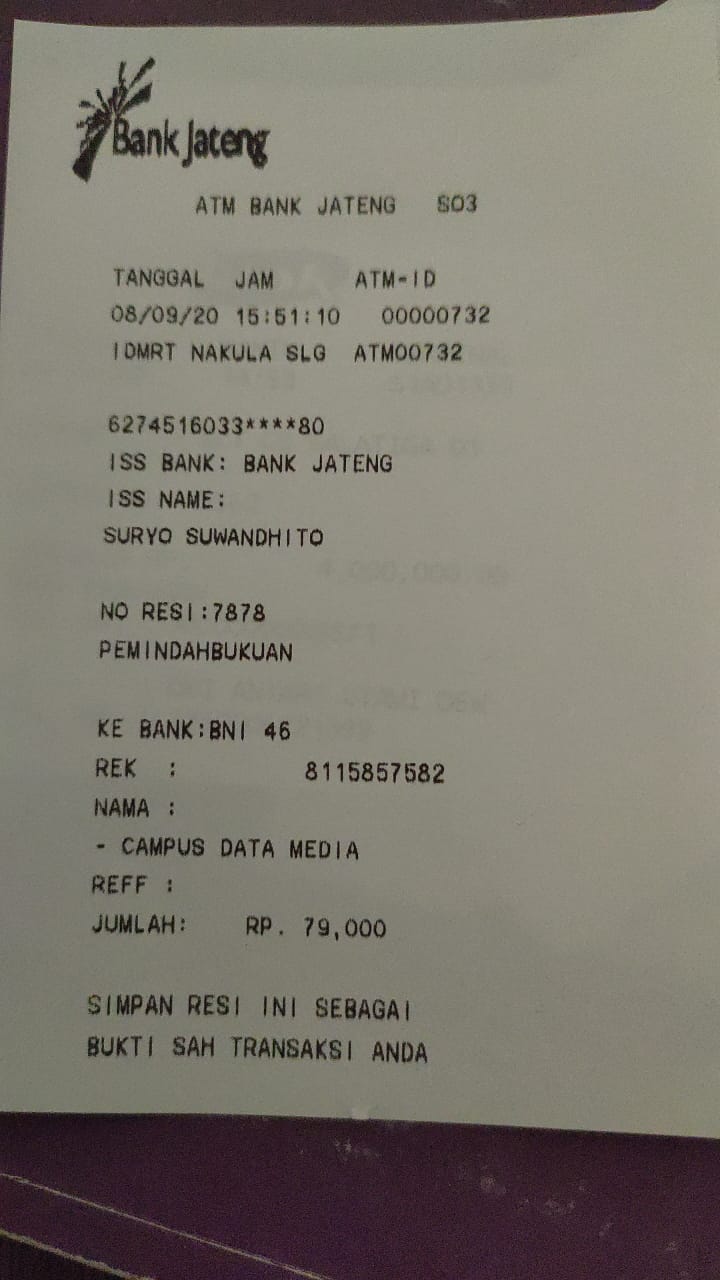 Bank Jateng
ATM BANK JATENG S03
TANGGAL JAM ATM-ID
08/09/20 15:51:10 00000732
IDMRT NAKULA SLG ATM00732
6274516033****80
ISS BANK: BANK JATENG
ISS NAME:
SURYO SUWANDHITO
NO RESI:7878
PEMINDAHBUKUAN
KE BANK:BNI 46
REK : 8115857582
NAMA :
- CAMPUS DATA MEDIA
REFF :
JUMLAH: RP. 79,000
SIMPAN RESI INI SEBAGAI
BUKTI SAH TRANSAKSI ANDA